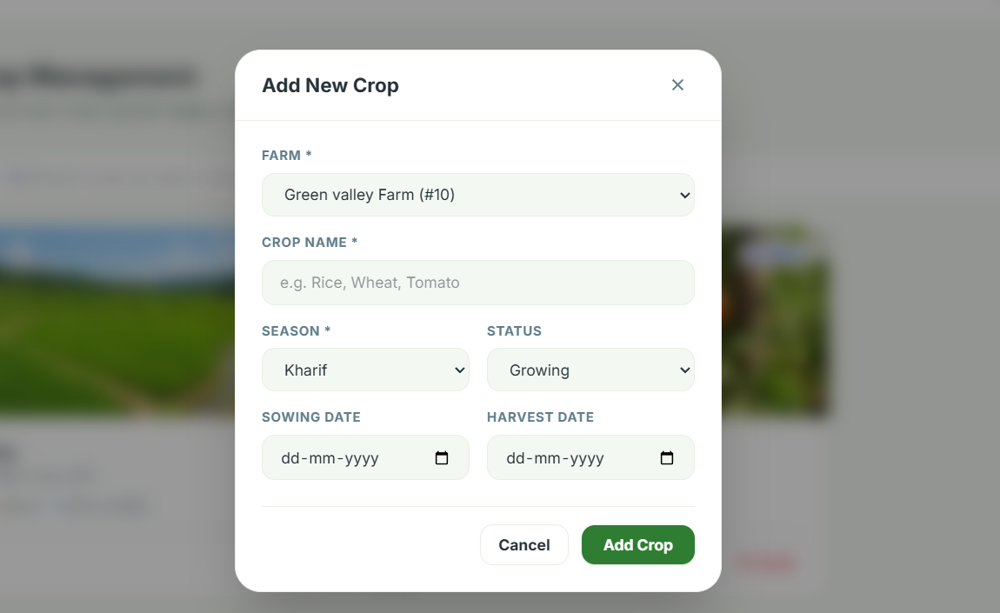 Add New Crop
FARM *
Green valley Farm (#10)
CROP NAME *
e.g. Rice, Wheat, Tomato
SEASON *
STATUS
Kharif
Growing
SOWING DATE
HARVEST DATE
dd-mm-yyyy
dd-mm-yyyy
Cancel
Add Crop